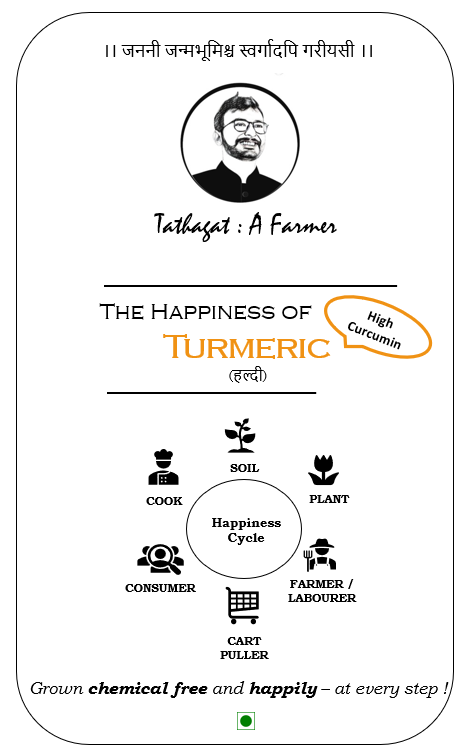 ।। जननी जन्मभूमिश्च स्वर्गादपि गरीयसी ।।
Tathagat : A Farmer
THE HAPPINESS OF
TURMERIC
(हल्दी)
High
Curcumin
SOIL
PLANT
FARMER /
LABOURER
CART
PULLER
CONSUMER
COOK
Happiness
Cycle
Grown chemical free and happily – at every step !